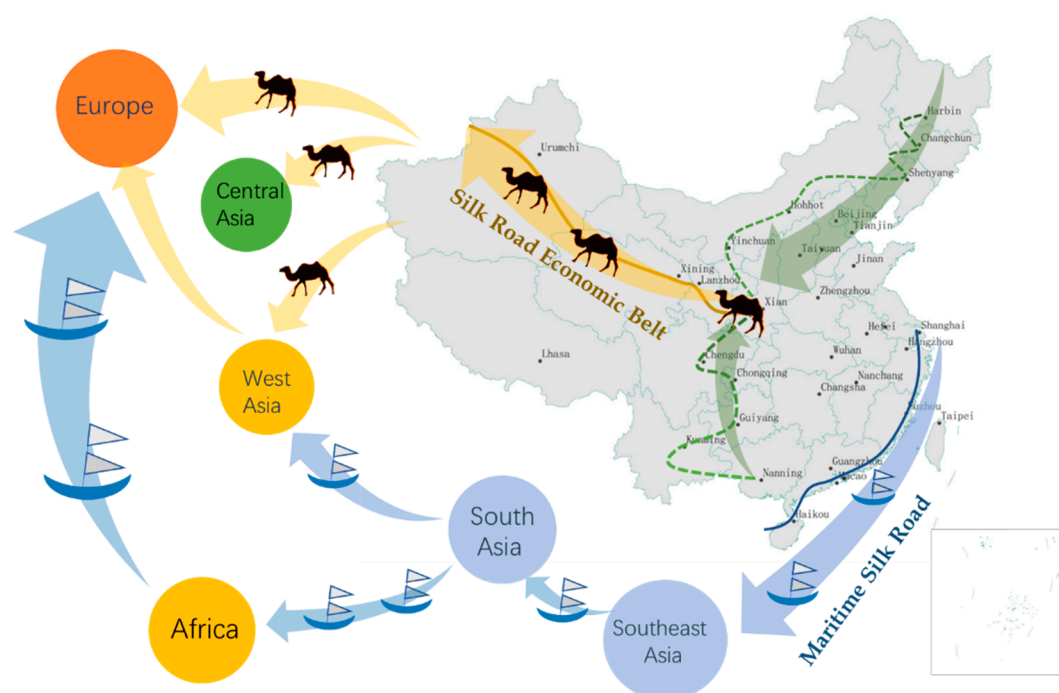 Europe
Central
Asia
West
Asia
Africa
South
Asia
Southeast
Asia
Silk Road Economic Belt
Maritime Silk Road
Harbin
Changchun
Shenyang
Urumchi
Hohhot
Beijing
Tianjin
Yinchuan
Taiyuan
Jinan
Xining
Lanzhou
Xian
Zhengzhou
Hefei
Shanghai
Hangzhou
Lhasa
Chengdu
Wuhan
Chongqing
Nanchang
Changsha
Guiyang
Taipei
Kunming
Nanning
Guangzhou
Macao
Haikou